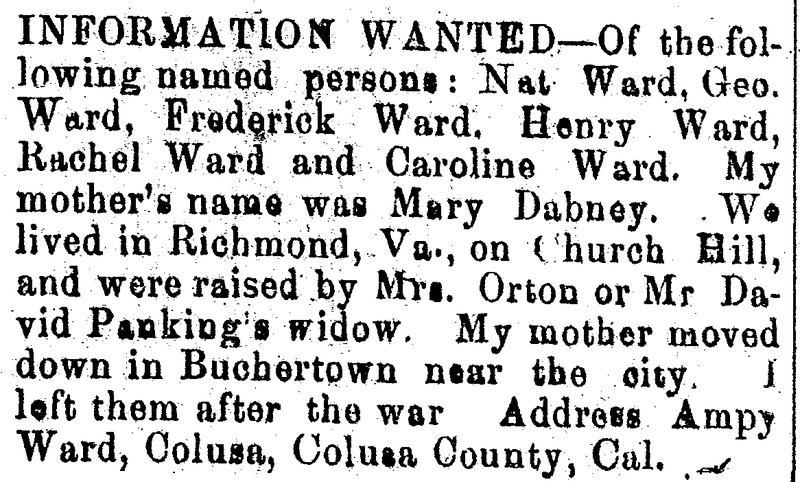 INFORMATION WANTED—Of the fol-
lowing named persons: Nat Ward, Geo.
Ward, Frederick Ward, Henry Ward,
Rachel Ward and Caroline Ward. My
mother's name was Mary Dabney. We
lived in Richmond, Va., on Church Hill,
and were raised by Mrs. Orton or Mr Da-
vid Panking's widow. My mother moved
down in Buchertown near the city. I
left them after the war Address Ampy
Ward, Colusa, Colusa County, Cal.